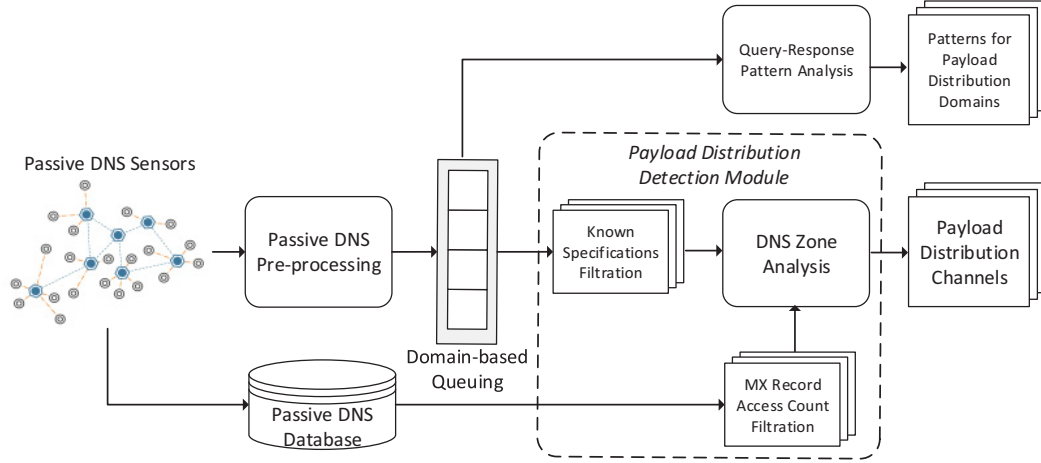 Passive DNS Sensors
Passive DNS
Pre-processing
Domain-based
Queuing
Passive DNS
Database
Query-Response
Pattern Analysis
Patterns for
Payload
Distribution
Domains
Payload Distribution
Detection Module
Known
Specifications
Filtration
DNS Zone
Analysis
MX Record
Access Count
Filtration
Payload
Distribution
Channels